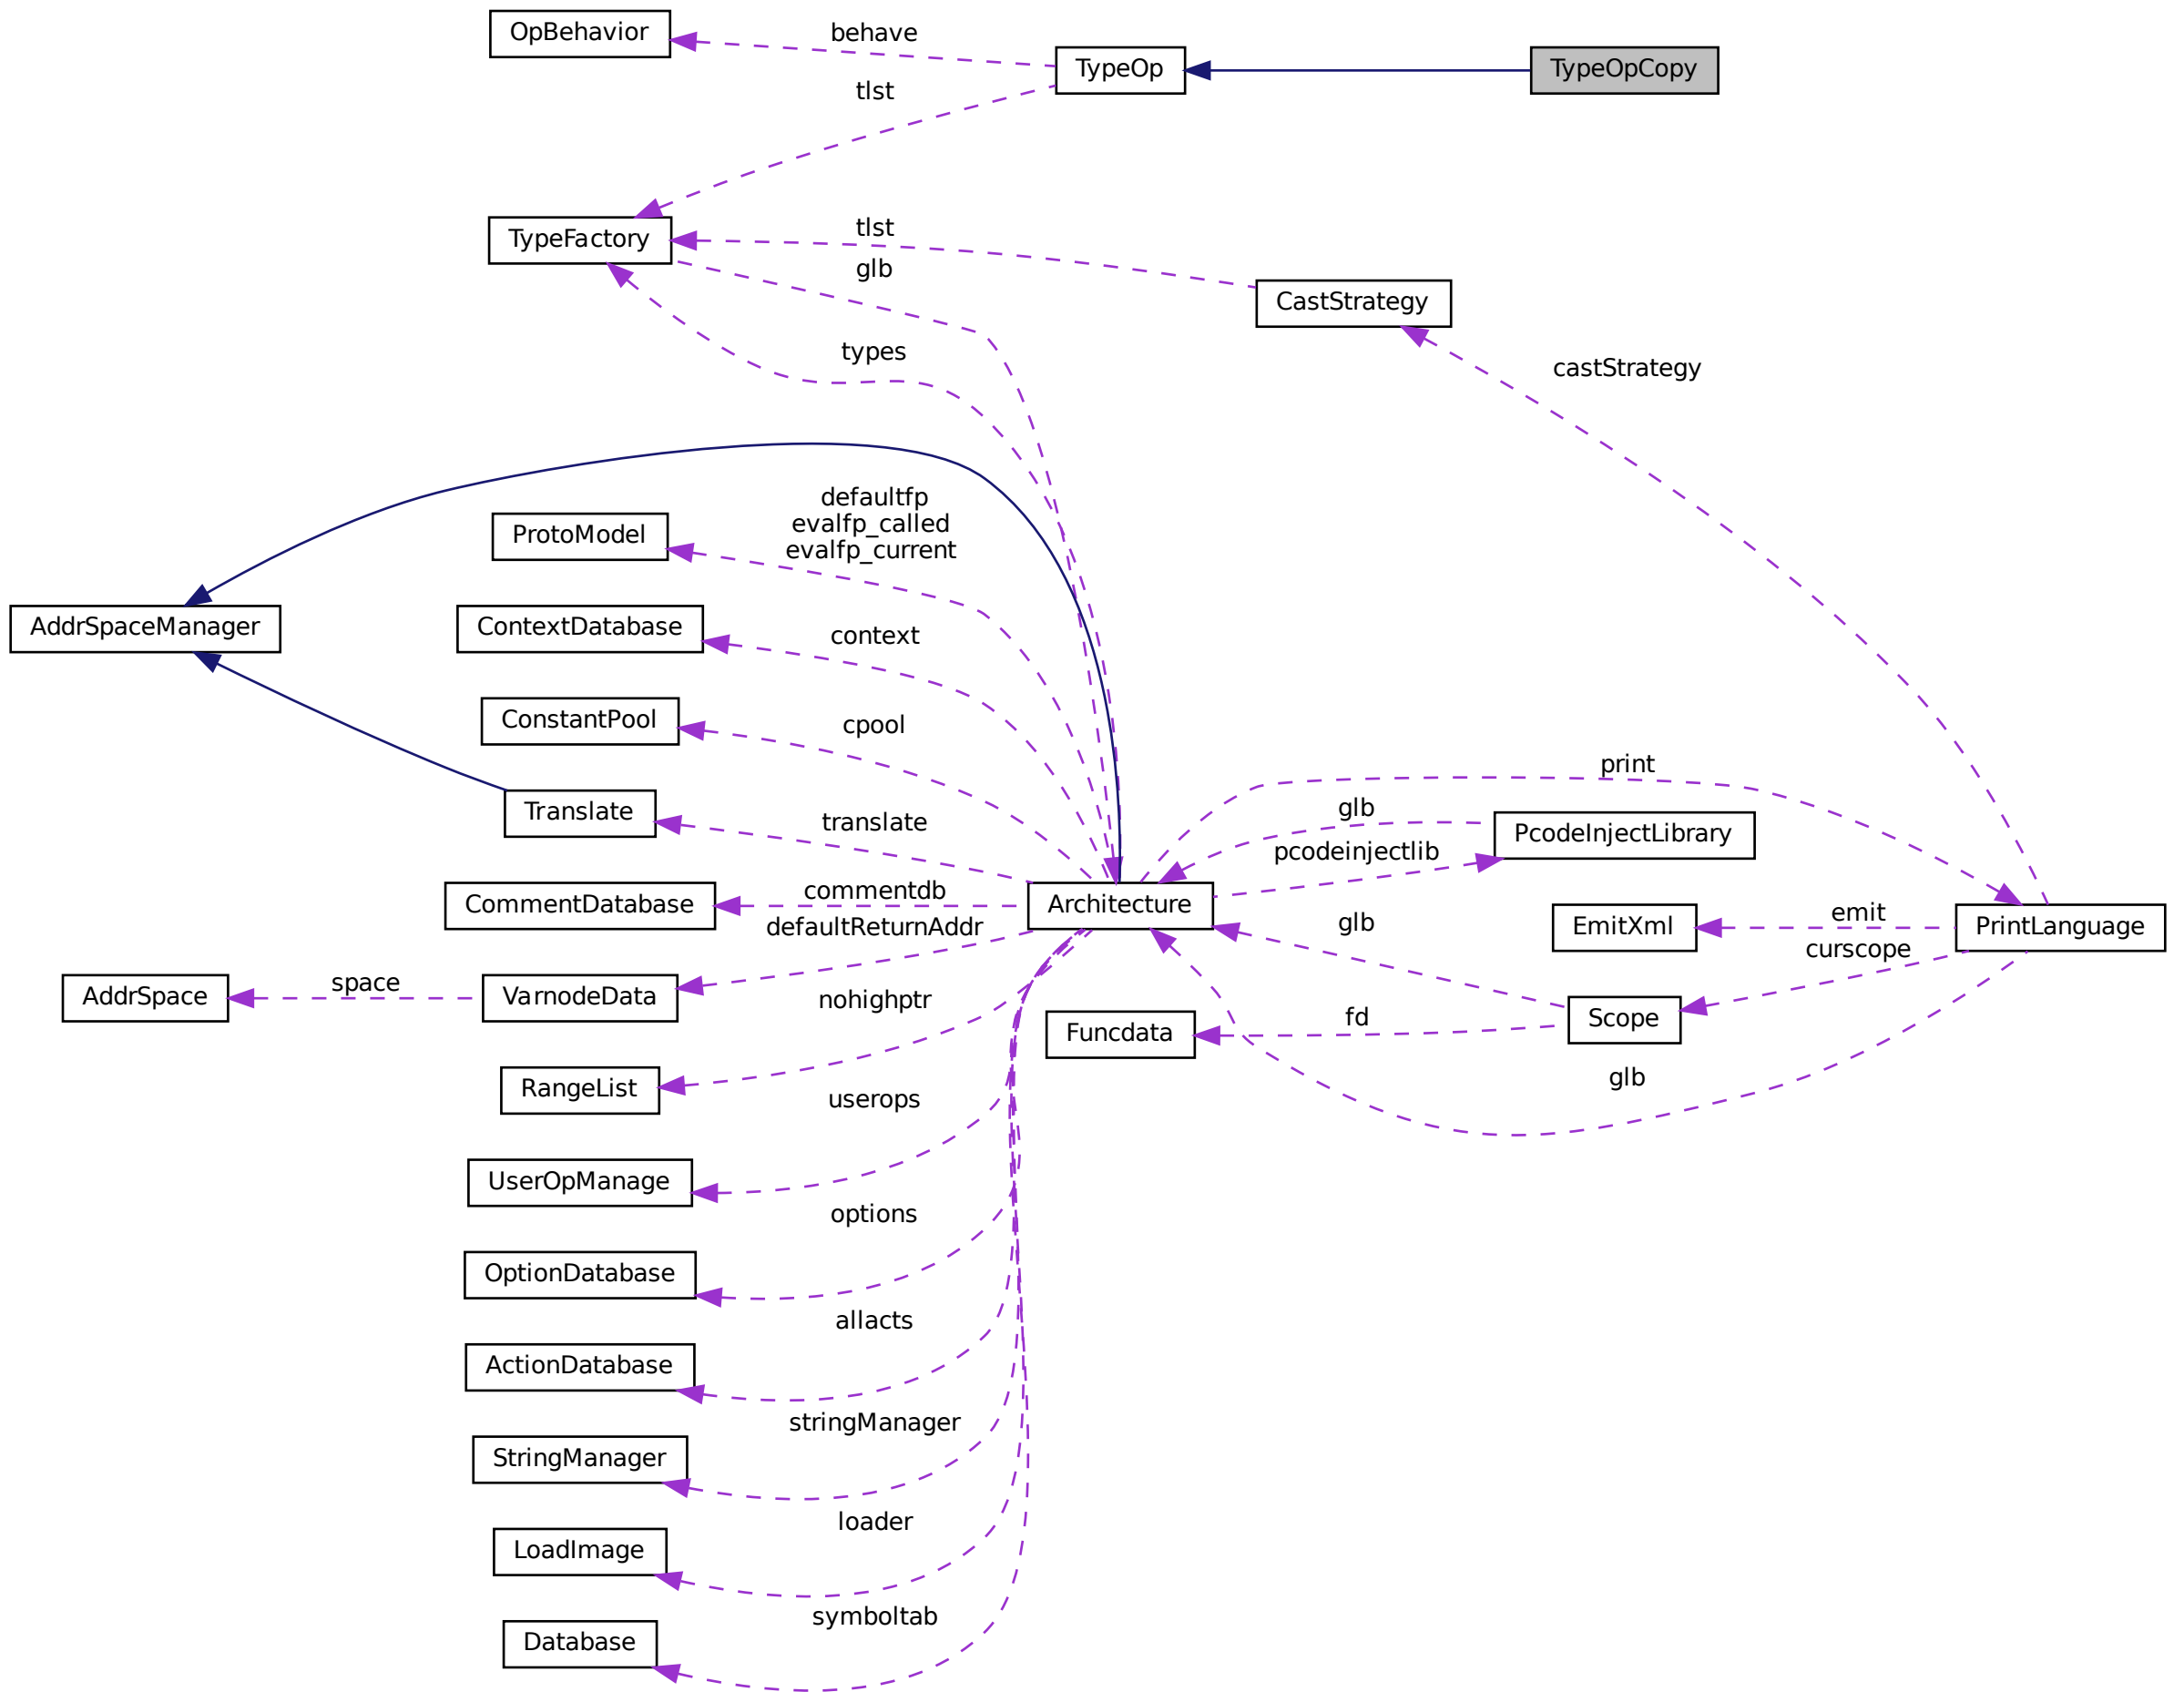 OpBehavior
behave
TypeOp
TypeOpCopy
tlst
TypeFactory
tlst
glb
CastStrategy
types
castStrategy
defaultfp
evalfp_called
evalfp_current
ProtoModel
AddrSpaceManager
ContextDatabase
context
ConstantPool
cpool
print
Translate
translate
glb
PcodeInjectLibrary
pcodeinjectlib
CommentDatabase
commentdb
Architecture
defaultReturnAddr
glb
EmitXml
emit
PrintLanguage
curscope
AddrSpace
space
VarnodeData
nohighptr
Funcdata
fd
Scope
RangeList
userops
glb
UserOpManage
options
OptionDatabase
allacts
ActionDatabase
stringManager
StringManager
loader
LoadImage
symboltab
Database